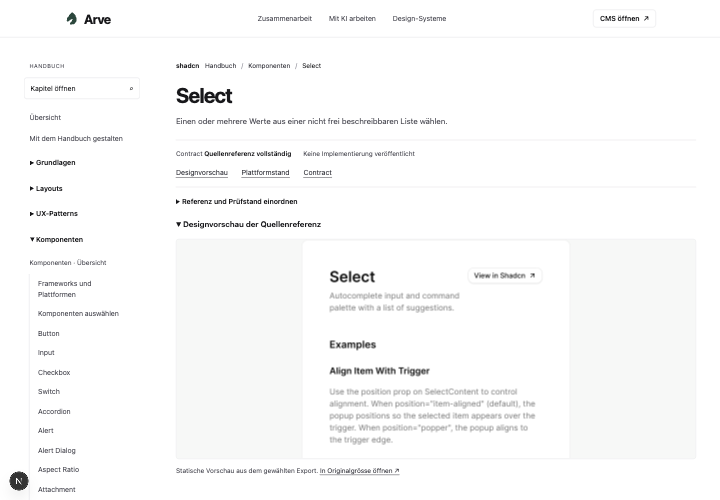 Arve
Zusammenarbeit
Mit KI arbeiten
Design-Systeme
CMS öffnen ↗
HANDBUCH
Kapitel öffnen
Übersicht
Mit dem Handbuch gestalten
▶ Grundlagen
▶ Layouts
▶ UX-Patterns
▼ Komponenten
Komponenten · Übersicht
Frameworks und
Plattformen
Komponenten auswählen
Button
Input
Checkbox
Switch
Accordion
Alert
Alert Dialog
Aspect Ratio
Attachment
N
shadcn Handbuch / Komponenten / Select
Select
Einen oder mehrere Werte aus einer nicht frei beschreibbaren Liste wählen.
Contract Quellenreferenz vollständig Keine Implementierung veröffentlicht
Designvorschau Plattformstand Contract
▶ Referenz und Prüfstand einordnen
▼ Designvorschau der Quellenreferenz
Select
View in Shadcn ↗
Autocomplete input and command
palette with a list of suggestions.
Examples
Align Item With Trigger
Use the position prop on SelectContent to control
alignment. When position="item-aligned" (default), the
popup positions so the selected item appears over the
trigger. When position="popper", the popup aligns to
the trigger edge.
Statische Vorschau aus dem gewählten Export. In Originalgrösse öffnen ↗